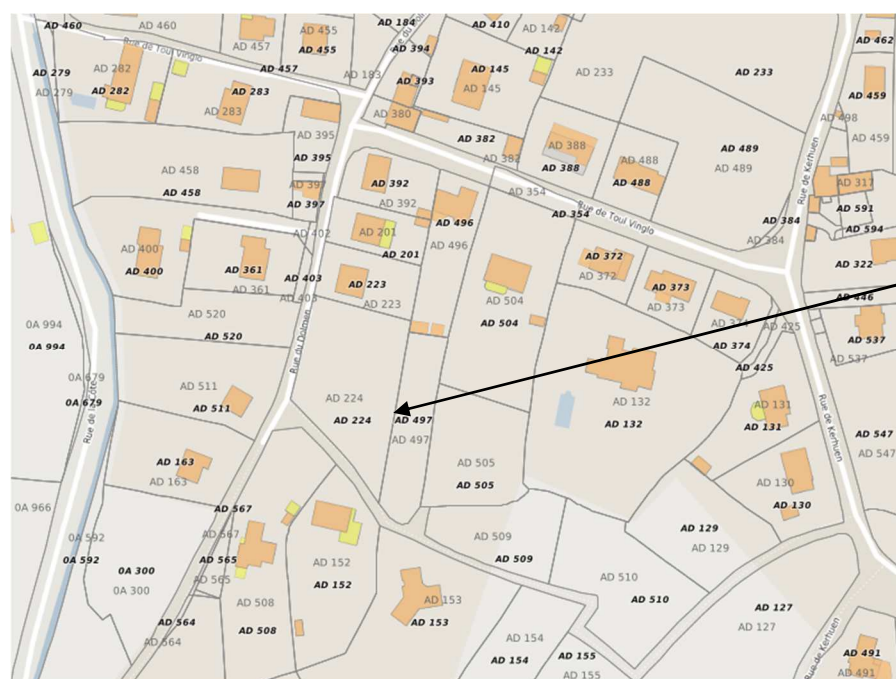 AD 460
AD 460
AD 184
AD 410
AD 142
AD 142
AD 455
AD 455
AD 457
AD 457
Rue de Toul Vinglo
AD 394
AD 462
AD 279
AD 279
AD 282
AD 282
AD 283
AD 283
AD 183
AD 393
AD 145
AD 145
AD 233
AD 233
AD 459
AD 459
AD 498
AD 380
AD 395
AD 395
AD 382
AD 382
AD 388
AD 388
AD 488
AD 488
AD 489
AD 489
Rue de Kerhuen
AD 458
AD 458
AD 397
AD 397
AD 392
AD 392
AD 354
AD 354
Rue de Toul Vinglo
AD 317
AD 591
AD 594
AD 384
AD 384
AD 402
AD 201
AD 201
AD 496
AD 496
AD 400
AD 400
AD 361
AD 361
AD 403
AD 403
AD 223
AD 223
AD 504
AD 504
AD 372
AD 372
AD 373
AD 373
AD 374
AD 374
AD 322
AD 446
AD 425
AD 425
AD 537
AD 537
0A 994
0A 994
AD 520
AD 520
Rue du Dolmen
0A 679
0A 679
Rue de la Côte
AD 511
AD 511
AD 224
AD 224
AD 497
AD 497
AD 132
AD 132
AD 131
AD 131
Rue de Kerhuen
AD 547
AD 547
AD 163
AD 163
AD 505
AD 505
AD 130
AD 130
0A 966
0A 592
0A 592
0A 300
0A 300
AD 567
AD 567
AD 565
AD 565
AD 152
AD 152
AD 509
AD 509
AD 129
AD 129
AD 510
AD 510
AD 508
AD 508
AD 153
AD 153
AD 127
AD 127
AD 564
AD 564
AD 154
AD 154
AD 155
AD 155
Rue de Kerhuen
AD 491
AD 491